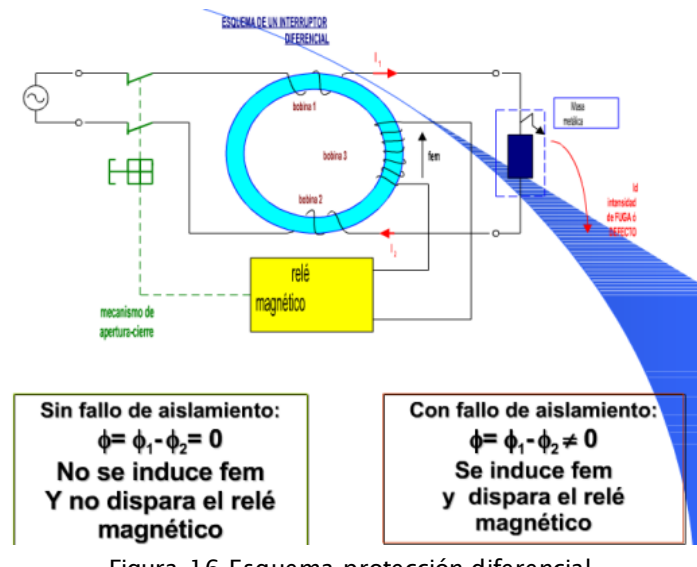 ESQUEMA DE UN INTERRUPTOR
DIFERENCIAL
I₁
bobina 1
Masa
metálica
bobina 3
fem
bobina 2
Id
intensidad
de FUGA ó
DEFECTO
I₂
relé
magnético
mecanismo de
apertura-cierre
Sin fallo de aislamiento:
ϕ= ϕ₁-ϕ₂= 0
No se induce fem
Y no dispara el relé
magnético
Con fallo de aislamiento:
ϕ= ϕ₁-ϕ₂ ≠ 0
Se induce fem
y dispara el relé
magnético
Figura 16 Esquema protección diferencial